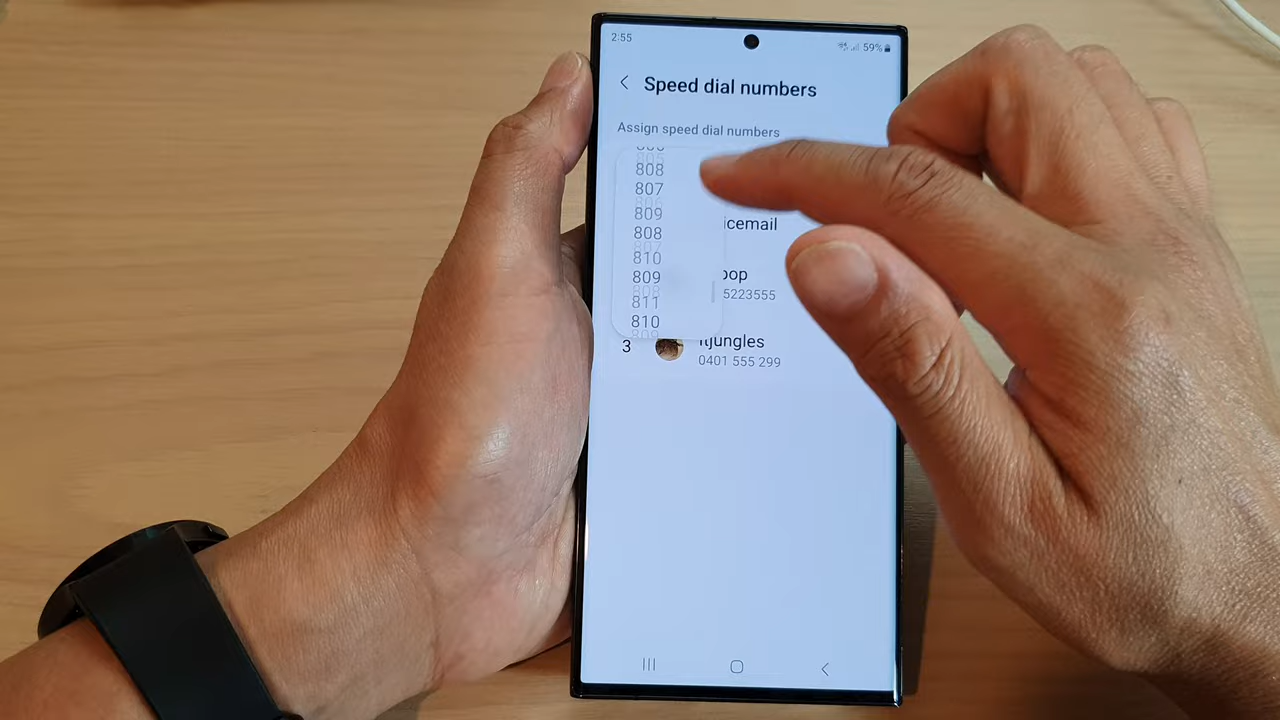 2:55
59%
Speed dial numbers
Assign speed dial numbers
808
807
809
808
810
809
811
810
icemail
oop
5223555
3
itjungles
0401 555 299